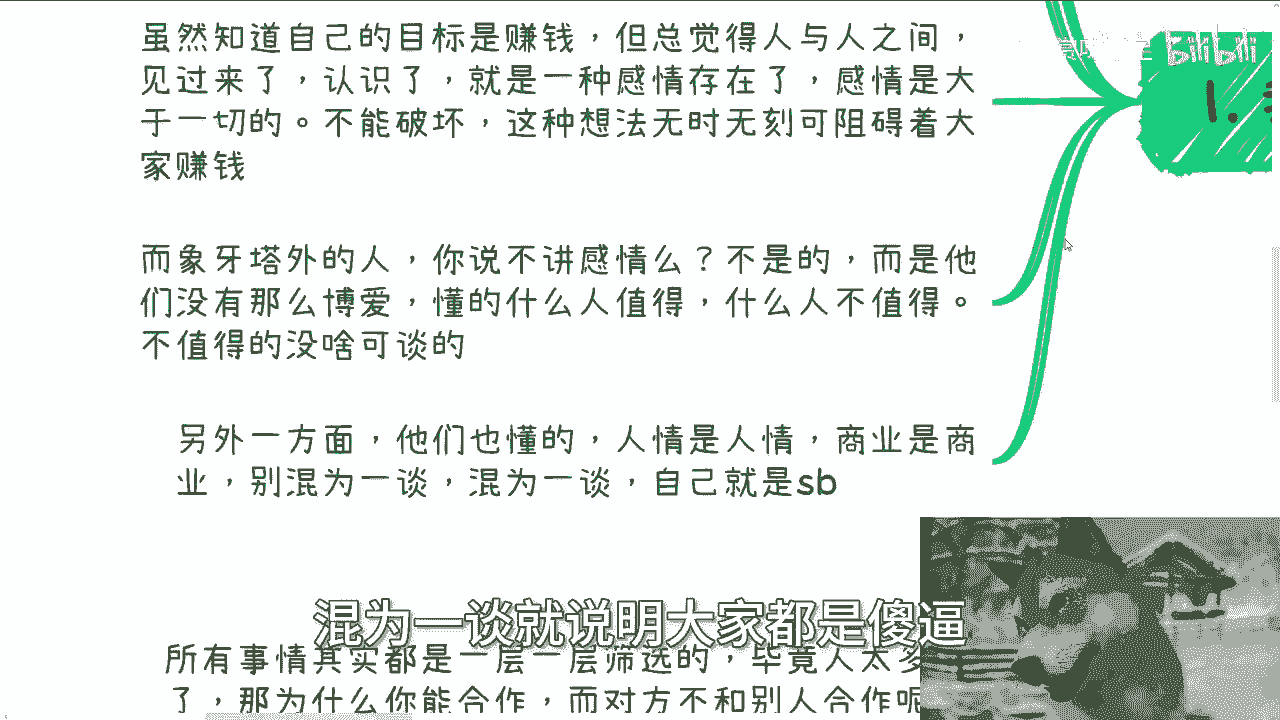 虽然知道自己的目标是赚钱，但总觉得人与人之间，
见过来了，认识了，就是一种感情存在了，感情是大
于一切的。不能破坏，这种想法无时无刻可阻碍着大
家赚钱
bilibili
1.
而象牙塔外的人，你说不讲感情么？不是的，而是他
们没有那么博爱，懂的什么人值得，什么人不值得。
不值得的没啥可谈的
另外一方面，他们也懂的，人情是人情，商业是商
业，别混为一谈，混为一谈，自己就是sb
混为一谈就说明大家都是傻逼
所有事情其实都是一层一层筛选的，毕竟人太多
了，那为什么你能合作，而对方不和别人合作呢